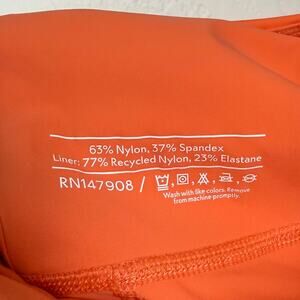 63% Nylon, 37% Spandex
Liner: 77% Recycled Nylon, 23% Elastane
RN147908 /
Wash with like colors. Remove
from machine promptly.